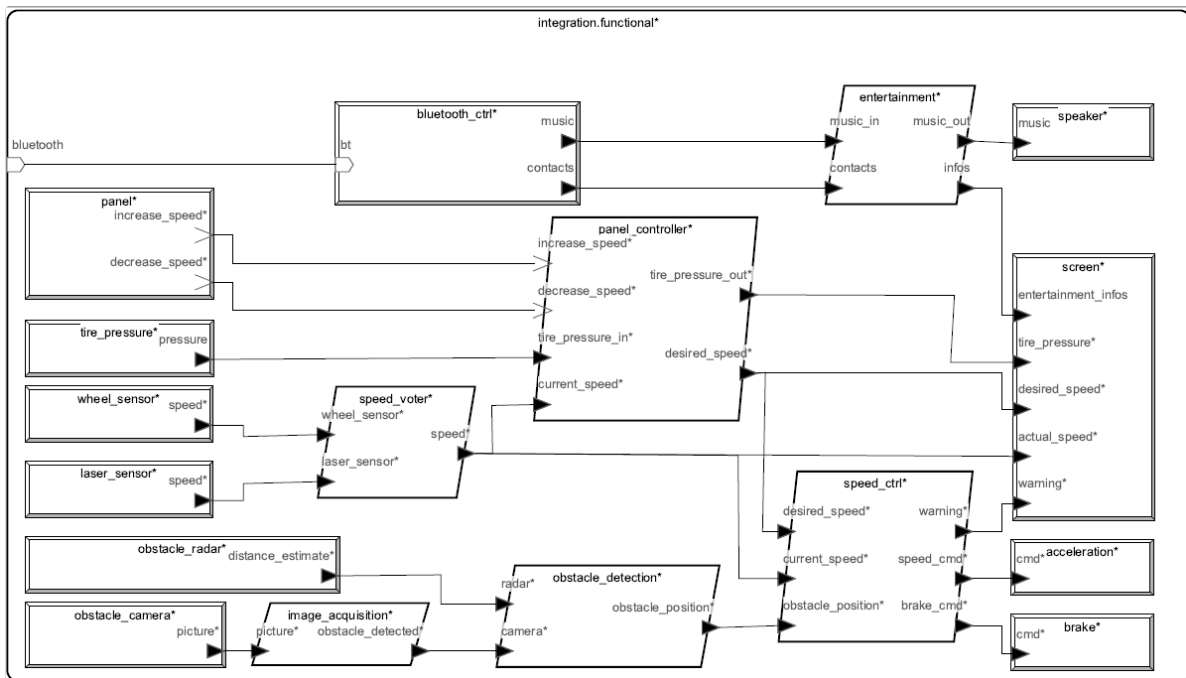 integration.functional*
bluetooth
bluetooth_ctrl*
bt
music
contacts
entertainment*
music_in
music_out
contacts
infos
speaker*
music
panel*
increase_speed*
decrease_speed*
panel_controller*
increase_speed*
decrease_speed*
tire_pressure_in*
current_speed*
tire_pressure_out*
desired_speed*
screen*
entertainment_infos
tire_pressure*
desired_speed*
actual_speed*
warning*
tire_pressure*
pressure
wheel_sensor*
speed*
laser_sensor*
speed*
speed_voter*
wheel_sensor*
laser_sensor*
speed*
speed_ctrl*
desired_speed*
current_speed*
obstacle_position*
warning*
speed_cmd*
brake_cmd*
acceleration*
cmd*
brake*
cmd*
obstacle_radar*
distance_estimate*
obstacle_camera*
picture*
image_acquisition*
picture*
obstacle_detected*
obstacle_detection*
radar*
camera*
obstacle_position*